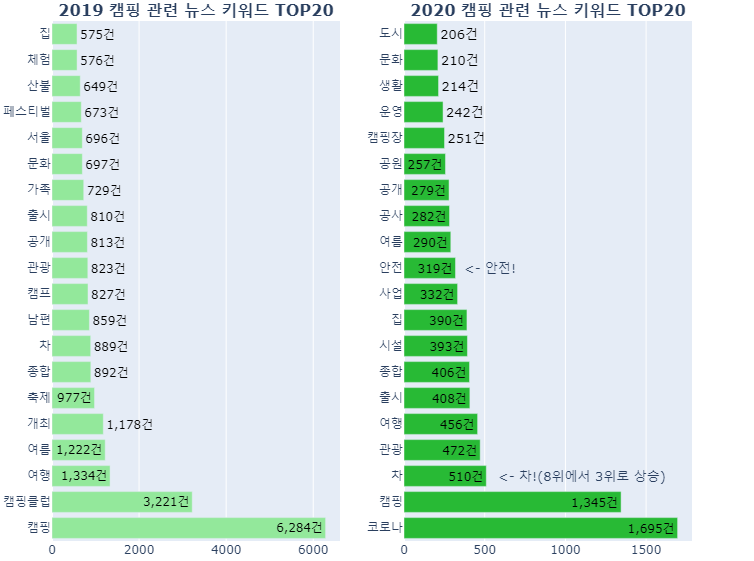 2019 캠핑 관련 뉴스 키워드 TOP20
집 575건
체험 576건
산불 649건
페스티벌 673건
서울 696건
문화 697건
가족 729건
출시 810건
공개 813건
관광 823건
캠프 827건
남편 859건
차 889건
종합 892건
축제 977건
개최 1,178건
여름 1,222건
여행 1,334건
캠핑클럽 3,221건
캠핑 6,284건
0 2000 4000 6000
2020 캠핑 관련 뉴스 키워드 TOP20
도시 206건
문화 210건
생활 214건
운영 242건
캠핑장 251건
공원 257건
공개 279건
공사 282건
여름 290건
안전 319건 <- 안전!
사업 332건
집 390건
시설 393건
종합 406건
출시 408건
여행 456건
관광 472건
차 510건 <- 차!(8위에서 3위로 상승)
캠핑 1,345건
코로나 1,695건
0 500 1000 1500